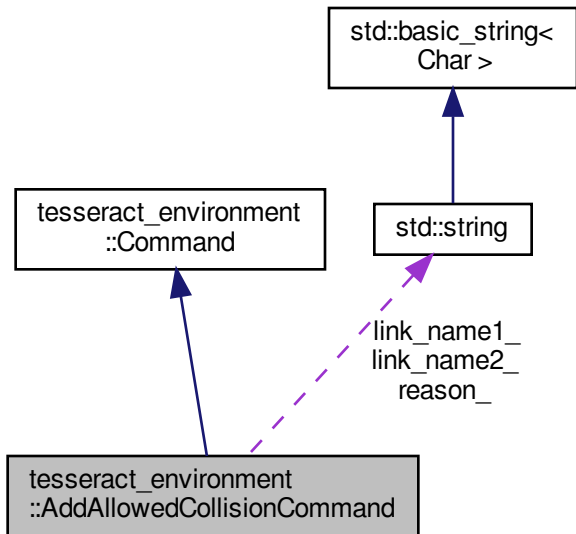 std::basic_string<
Char >
tesseract_environment
::Command
std::string
link_name1_
link_name2_
reason_
tesseract_environment
::AddAllowedCollisionCommand